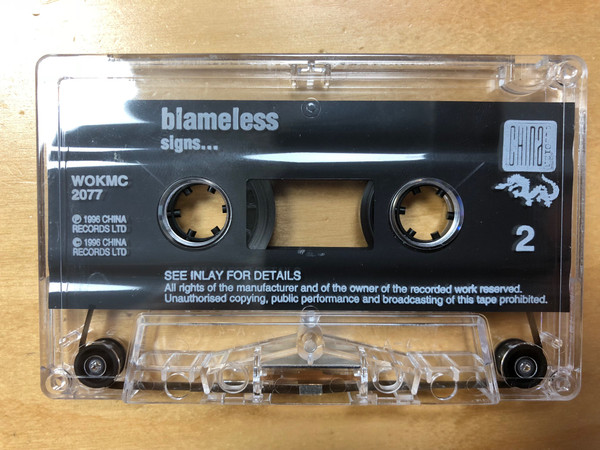 blameless
signs...
WOKMC
2077
℗ 1996 CHINA
RECORDS LTD
© 1996 CHINA
RECORDS LTD
CHINA
2
SEE INLAY FOR DETAILS
All rights of the manufacturer and of the owner of the recorded work reserved.
Unauthorised copying, public performance and broadcasting of this tape prohibited.